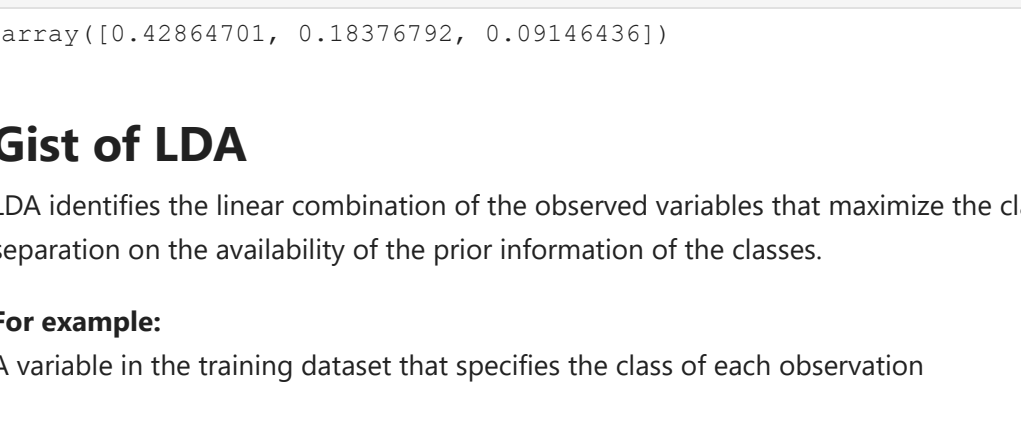 array([0.42864701, 0.18376792, 0.09146436])
Gist of LDA
LDA identifies the linear combination of the observed variables that maximize the
separation on the availability of the prior information of the classes.
For example:
A variable in the training dataset that specifies the class of each observation